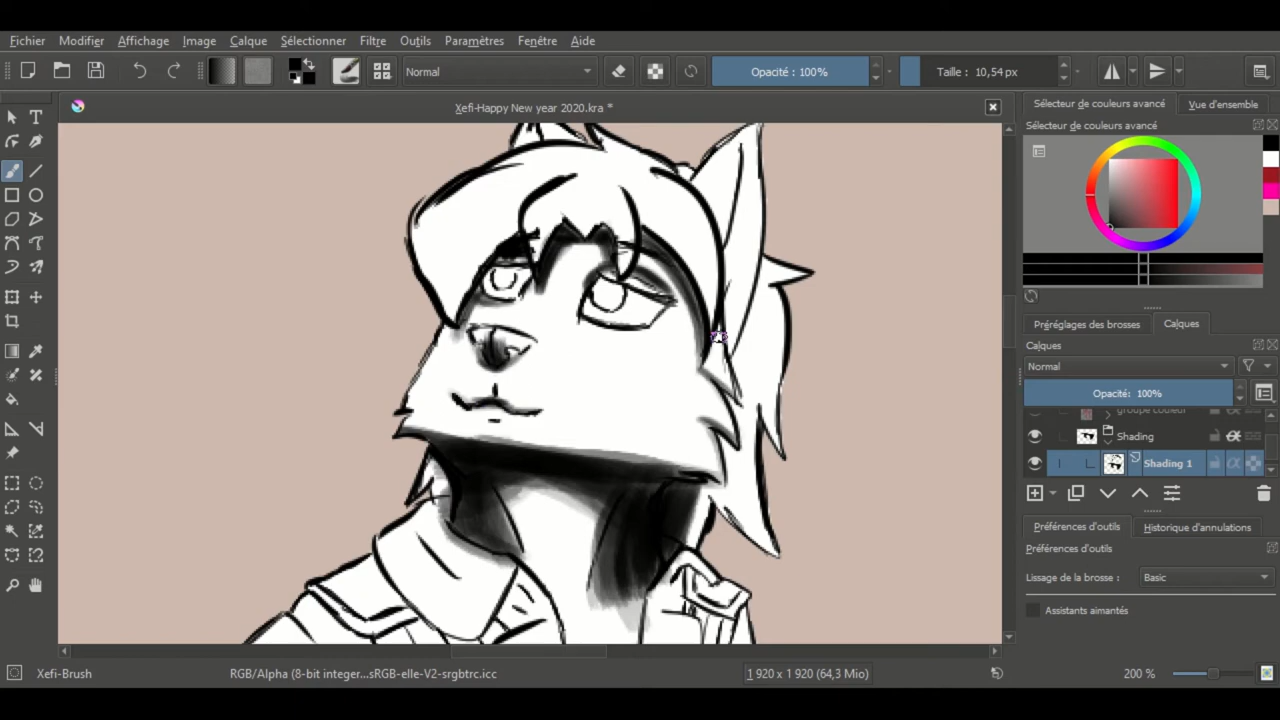 Fichier Modifier Affichage Image Calque Sélectionner Filtre Outils Paramètres Fenêtre Aide
Normal Opacité : 100% Taille : 10,54 px
Xefi-Happy New year 2020.kra *
Sélecteur de couleurs avancé Vue d'ensemble
Sélecteur de couleurs avancé
Préréglages des brosses Calques
Calques
Normal
Opacité: 100%
groupe couleur
Shading
Shading 1
Préférences d'outils Historique d'annulations
Préférences d'outils
Lissage de la brosse : Basic
Assistants aimantés
Xefi-Brush RGB/Alpha (8-bit integer...sRGB-elle-V2-srgbtrc.icc 1 920 x 1 920 (64,3 Mio) 200 %